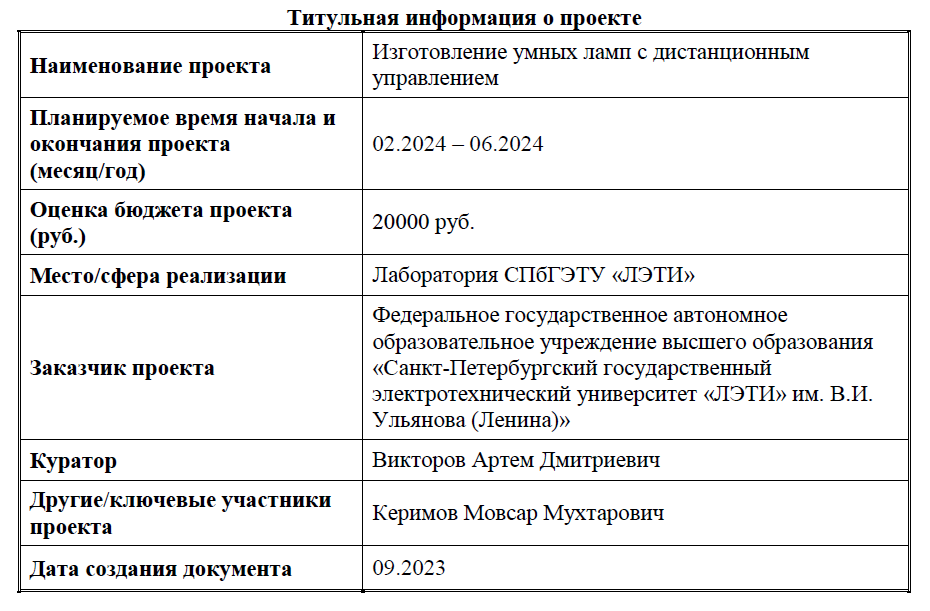 Титульная информация о проекте
Наименование проекта
Изготовление умных ламп с дистанционным
управлением
Планируемое время начала и
окончания проекта
(месяц/год)
02.2024 – 06.2024
Оценка бюджета проекта
(руб.)
20000 руб.
Место/сфера реализации
Лаборатория СПбГЭТУ «ЛЭТИ»
Заказчик проекта
Федеральное государственное автономное
образовательное учреждение высшего образования
«Санкт-Петербургский государственный
электротехнический университет «ЛЭТИ» им. В.И.
Ульянова (Ленина)»
Куратор
Викторов Артем Дмитриевич
Другие/ключевые участники
проекта
Керимов Мовсар Мухтарович
Дата создания документа
09.2023